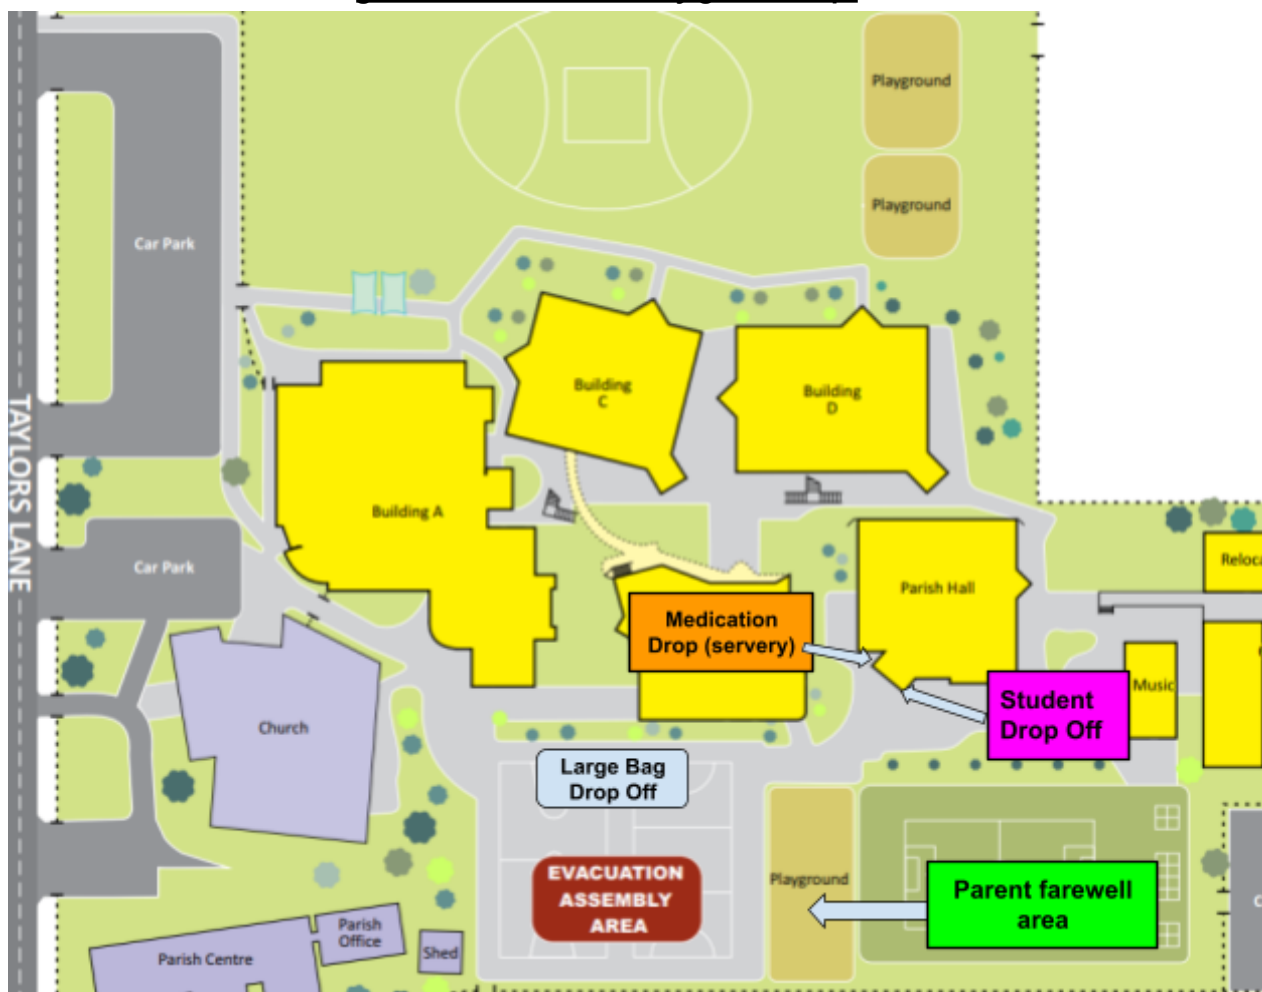 Playground
Playground
Car Park
Building
C
Building
D
TAYLORS LANE
Building A
Car Park
Parish Hall
Medication
Drop (servery)
Student
Drop Off
Music
Church
Large Bag
Drop Off
EVACUATION
ASSEMBLY
AREA
Playground
Parent farewell
area
Parish
Office
Shed
Parish Centre